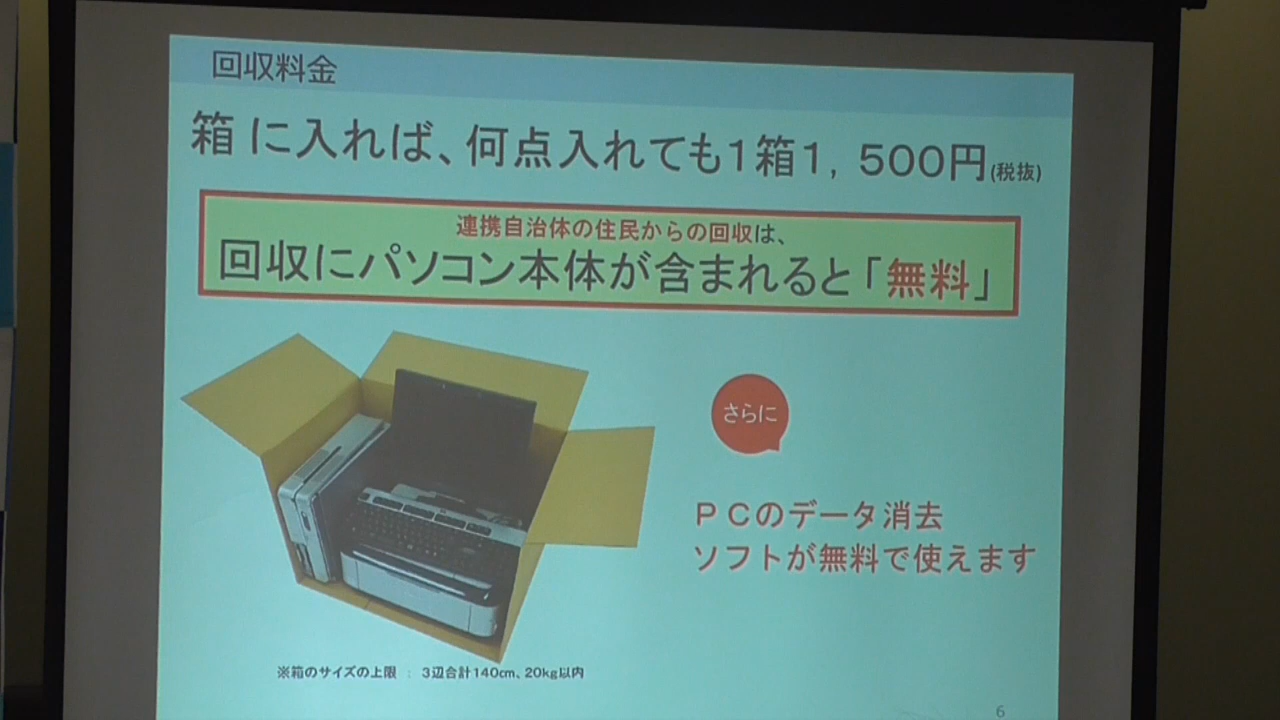 回収料金
箱に入れば、何点入れても1箱1，500円(税抜)
連携自治体の住民からの回収は、
回収にパソコン本体が含まれると「無料」
さらに
ＰＣのデータ消去
ソフトが無料で使えます
※箱のサイズの上限 ： 3辺合計140cm、20kg以内
6